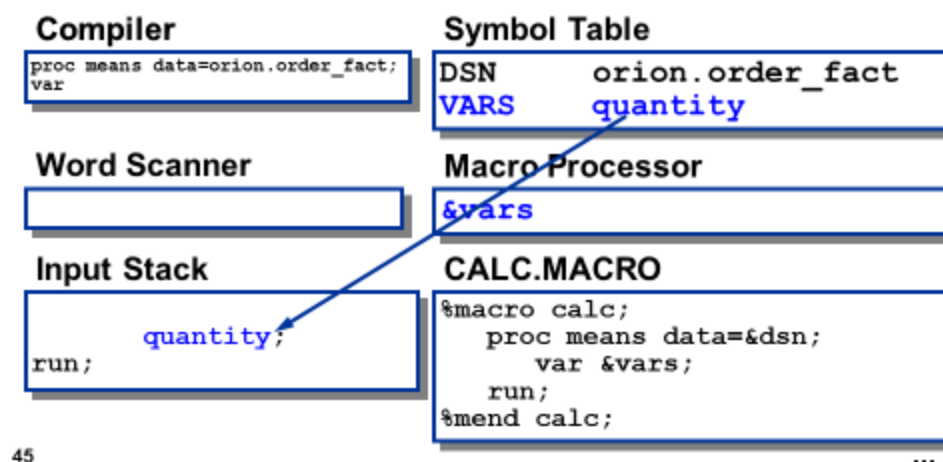 Compiler
proc means data=orion.order_fact;
var
Symbol Table
DSN orion.order_fact
VARS quantity
Word Scanner
Macro Processor
&vars
Input Stack
quantity;
run;
CALC.MACRO
%macro calc;
proc means data=&dsn;
var &vars;
run;
%mend calc;
45
...